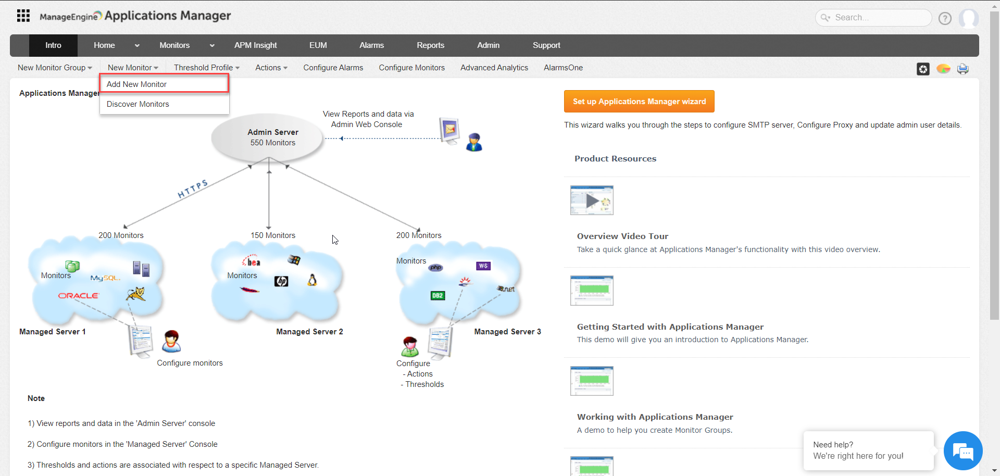 ManageEngine Applications Manager
Search...
?
Intro Home Monitors APM Insight EUM Alarms Reports Admin Support
New Monitor Group New Monitor Threshold Profile Actions Configure Alarms Configure Monitors Advanced Analytics AlarmsOne
Add New Monitor
Discover Monitors
Applications Manager
View Reports and data via
Admin Web Console
Admin Server
550 Monitors
HTTPS
200 Monitors
150 Monitors
200 Monitors
Monitors
MySQL
ORACLE
Monitors
bea
hp
Monitors
php
WS
DB2
.net
Managed Server 1
Managed Server 2
Managed Server 3
Configure monitors
Configure
- Actions
- Thresholds
Note
1) View reports and data in the 'Admin Server' console
2) Configure monitors in the 'Managed Server' Console
3) Thresholds and actions are associated with respect to a specific Managed Server.
Set up Applications Manager wizard
This wizard walks you through the steps to configure SMTP server, Configure Proxy and update admin user details.
Product Resources
Overview Video Tour
Take a quick glance at Applications Manager's functionality with this video overview.
Getting Started with Applications Manager
This demo will give you an introduction to Applications Manager.
Working with Applications Manager
A demo to help you create Monitor Groups.
Need help?
We're right here for you!